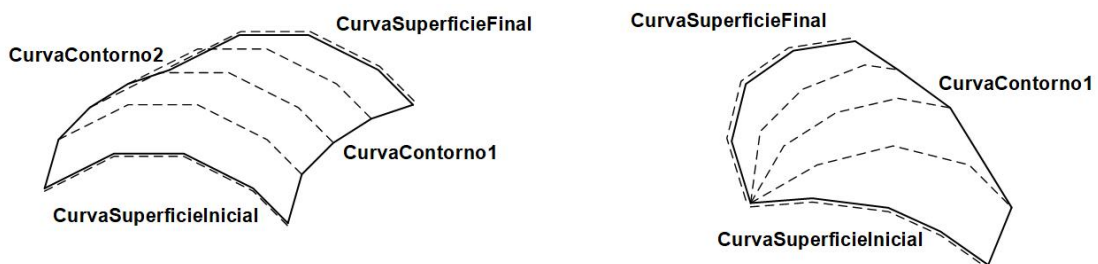 CurvaSuperficieFinal
CurvaContorno2
CurvaContorno1
CurvaSuperficieInicial
CurvaSuperficieFinal
CurvaContorno1
CurvaSuperficieInicial